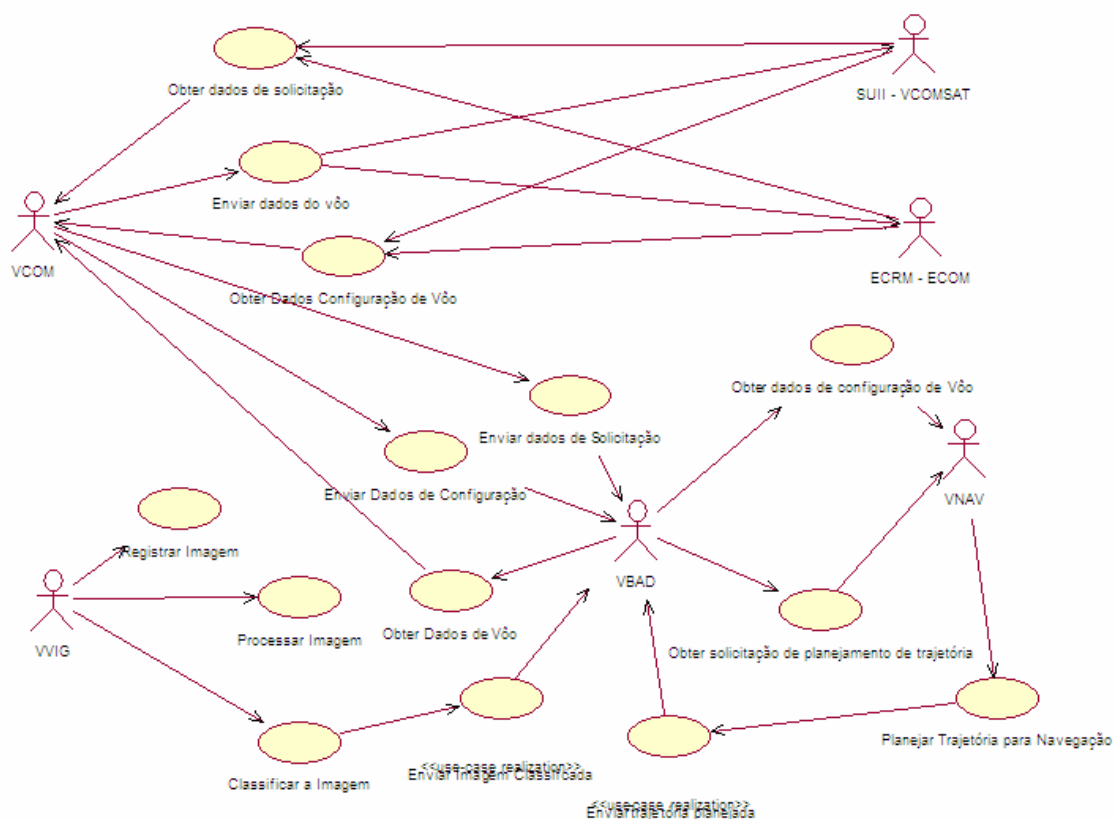 Obter dados de solicitação
SUII - VCOMSAT
Enviar dados do vôo
VCOM
ECRM - ECOM
Obter Dados Configuração de Vôo
Obter dados de configuração de Vôo
Enviar dados de Solicitação
Enviar Dados de Configuração
VNAV
Registrar Imagem
VBAD
Processar Imagem
Obter Dados de Vôo
VVIG
Obter solicitação de planejamento de trajetória
Planejar Trajetória para Navegação
<<use-case realization>>
Enviar Imagem Classifcada
Classificar a Imagem
<<use-case realization>>
Enviar trajetória planejada